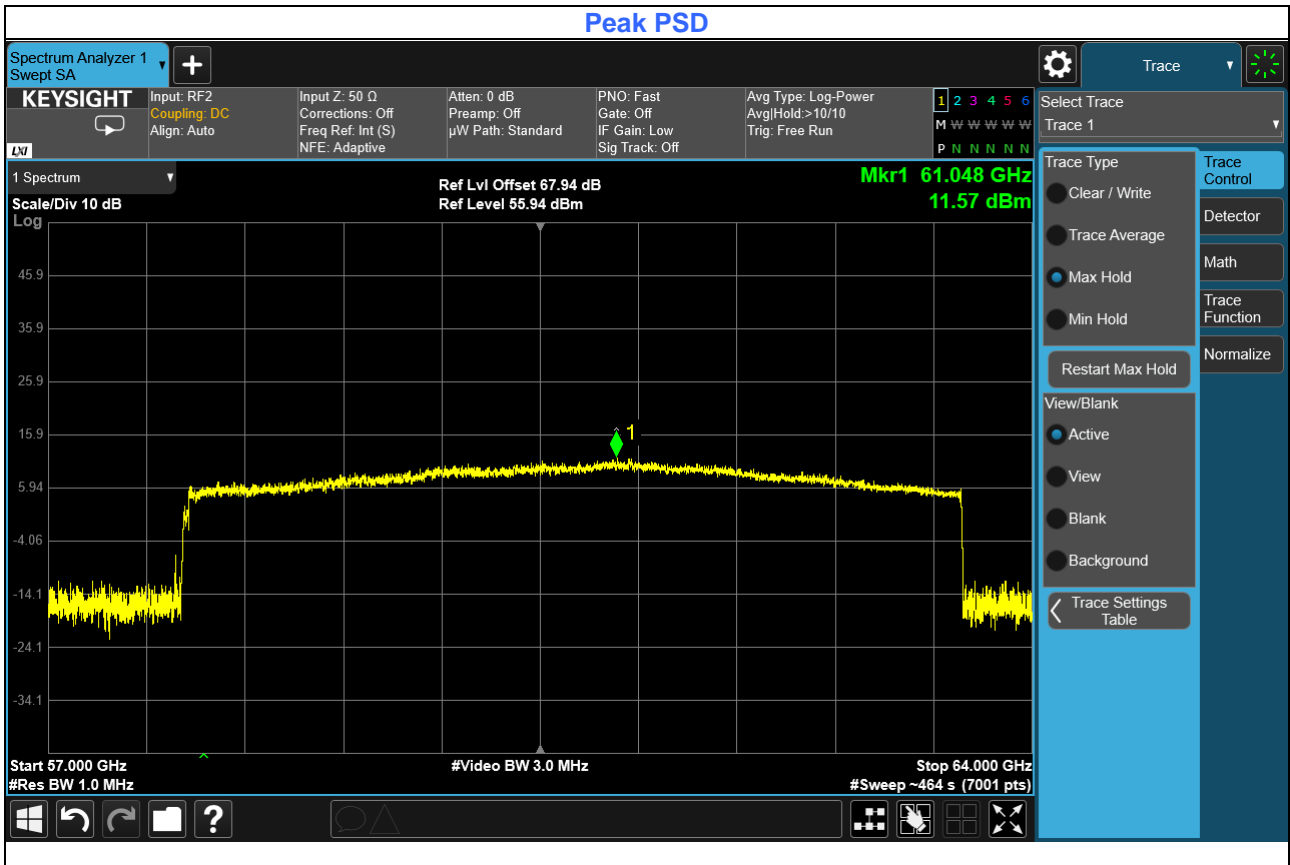 Peak PSD
Spectrum Analyzer 1
Swept SA
Trace
KEYSIGHT
LXI
Input: RF2
Coupling: DC
Align: Auto
Input Z: 50 Ω
Corrections: Off
Freq Ref: Int (S)
NFE: Adaptive
Atten: 0 dB
Preamp: Off
µW Path: Standard
PNO: Fast
Gate: Off
IF Gain: Low
Sig Track: Off
Avg Type: Log-Power
Avg|Hold:>10/10
Trig: Free Run
1 2 3 4 5 6
M W W W W W
P N N N N N
Select Trace
Trace 1
1 Spectrum
Scale/Div 10 dB
Log
Ref Lvl Offset 67.94 dB
Ref Level 55.94 dBm
Mkr1 61.048 GHz
11.57 dBm
45.9
35.9
25.9
15.9
5.94
-4.06
-14.1
-24.1
-34.1
1
Start 57.000 GHz
#Res BW 1.0 MHz
#Video BW 3.0 MHz
Stop 64.000 GHz
#Sweep ~464 s (7001 pts)
Trace Type
Clear / Write
Trace Average
Max Hold
Min Hold
Restart Max Hold
View/Blank
Active
View
Blank
Background
Trace Settings
Table
Trace
Control
Detector
Math
Trace
Function
Normalize
?